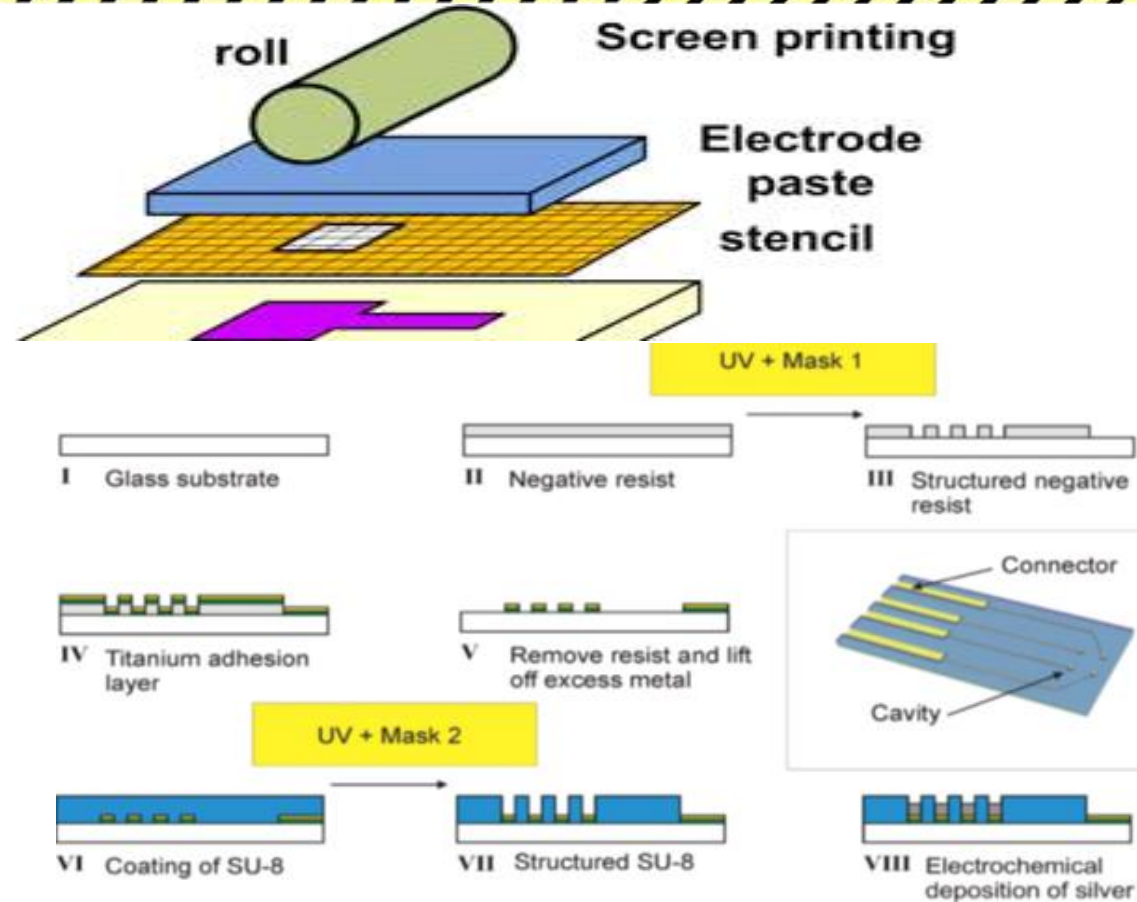 roll
Screen printing
Electrode
paste
stencil
UV + Mask 1
I Glass substrate
II Negative resist
III Structured negative
resist
IV Titanium adhesion
layer
V Remove resist and lift
off excess metal
Connector
Cavity
UV + Mask 2
VI Coating of SU-8
VII Structured SU-8
VIII Electrochemical
deposition of silver